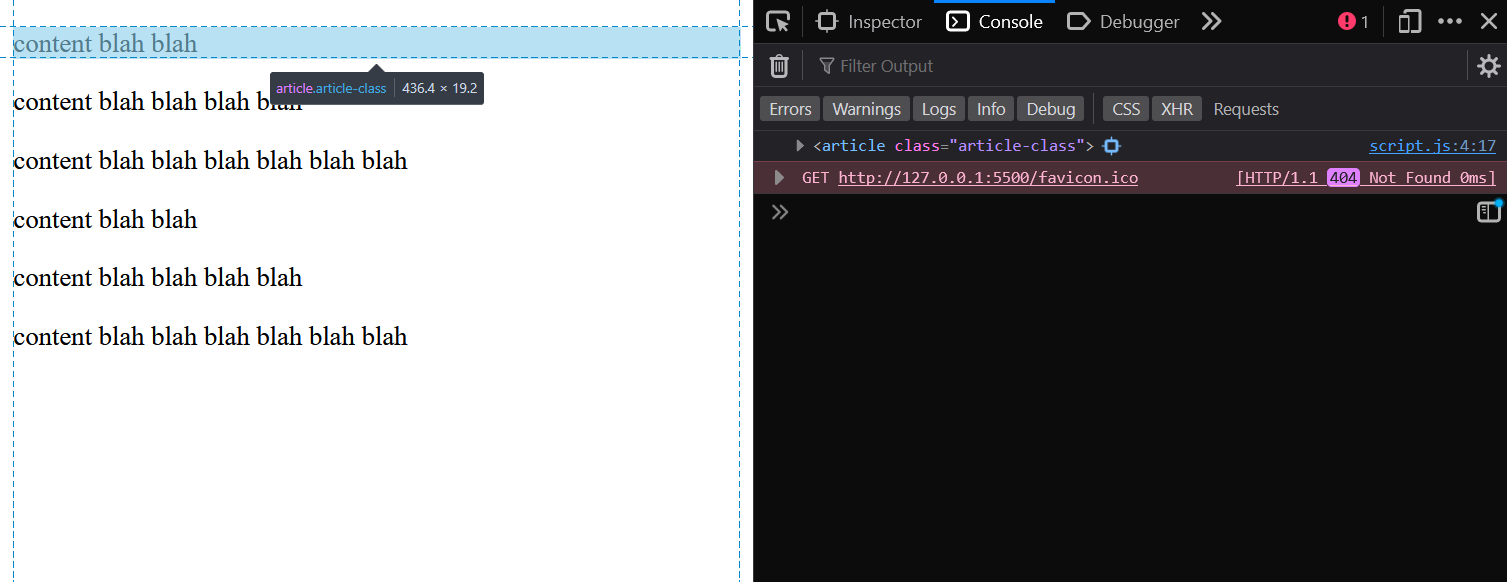 content blah blah
article.article-class 436.4 × 19.2
content blah blah blah blah
content blah blah blah blah blah blah
content blah blah
content blah blah blah blah
content blah blah blah blah blah blah
Inspector Console Debugger 1
Filter Output
Errors Warnings Logs Info Debug CSS XHR Requests
<article class="article-class"> script.js:4:17
GET http://127.0.0.1:5500/favicon.ico [HTTP/1.1 404 Not Found 0ms]